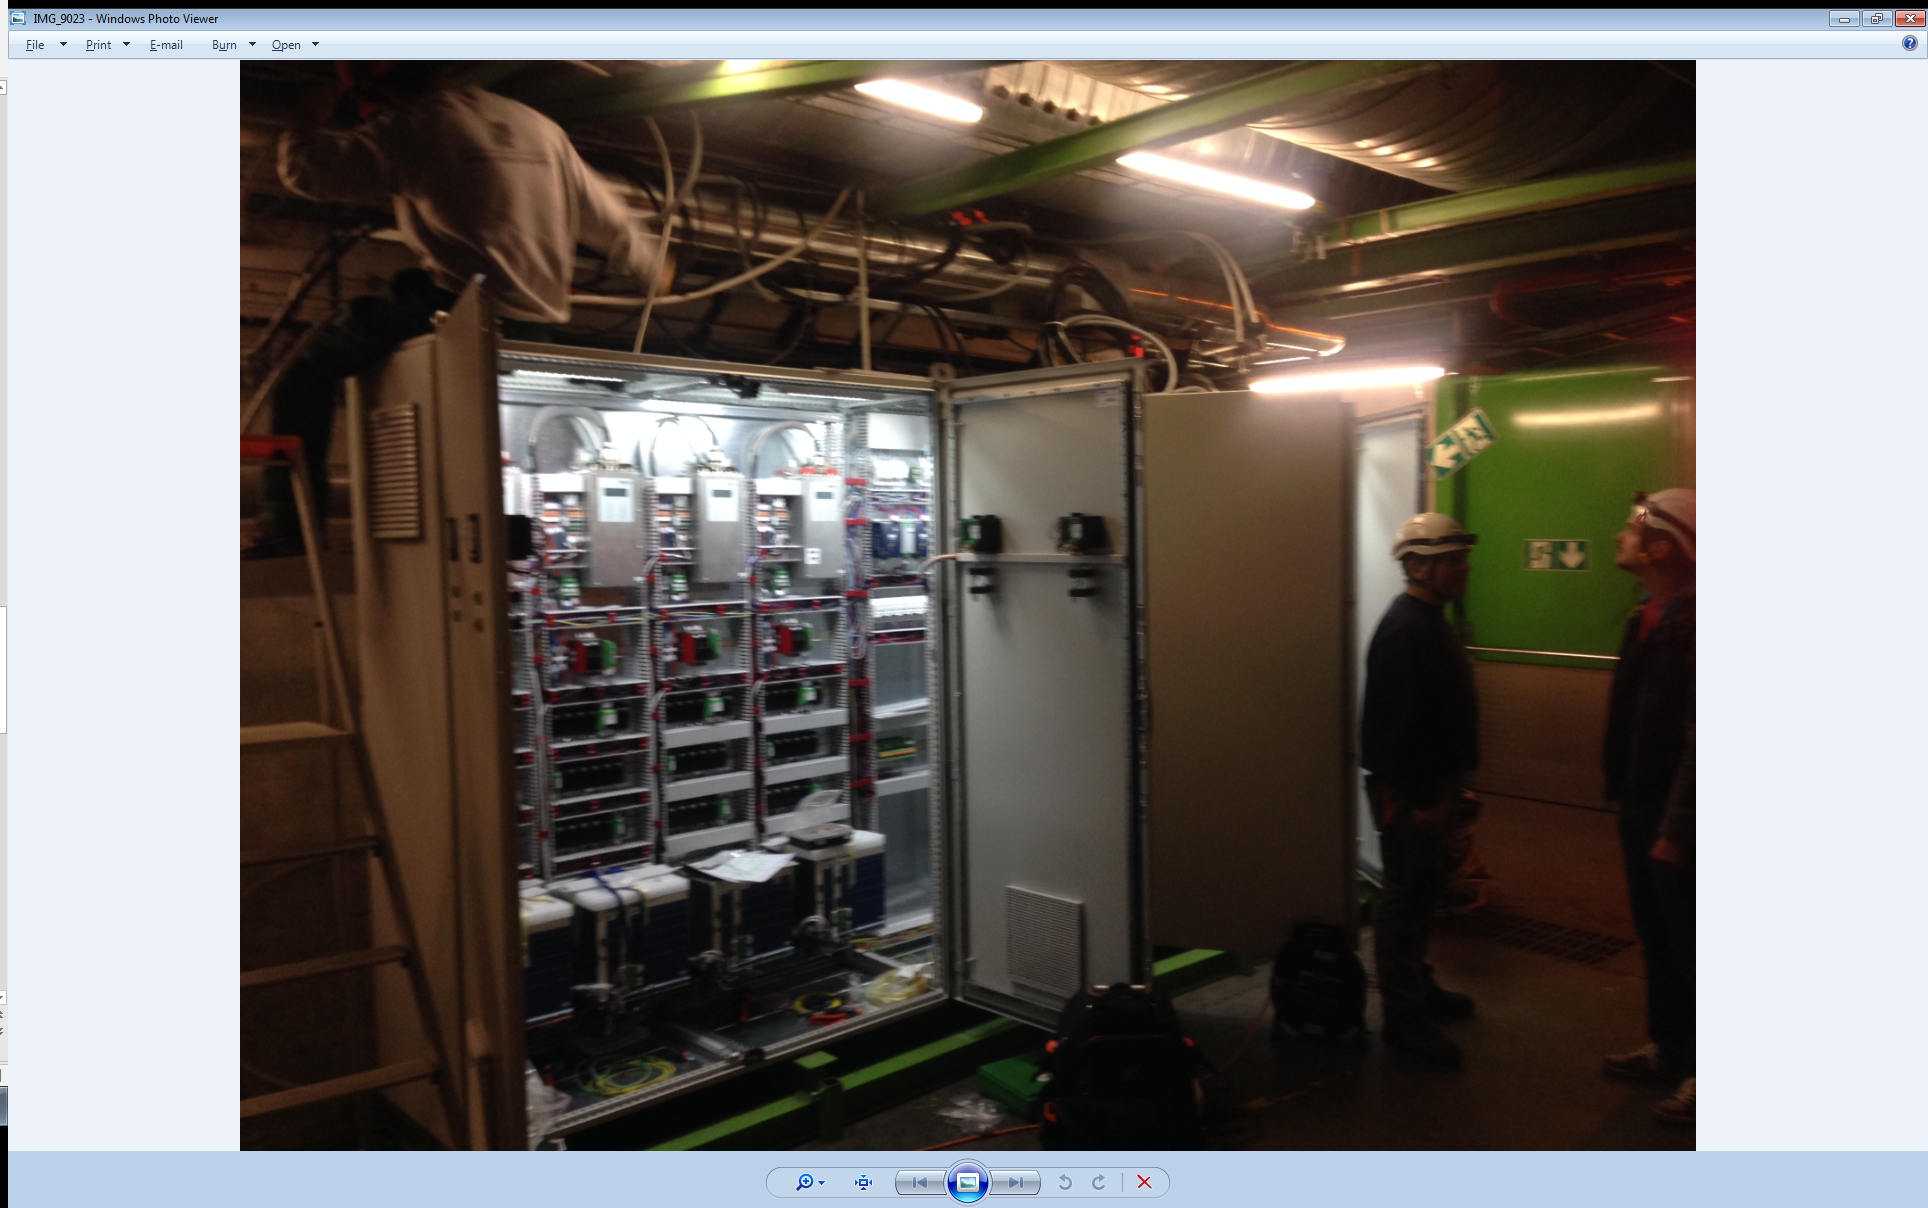 IMG_9023 - Windows Photo Viewer
File Print E-mail Burn Open